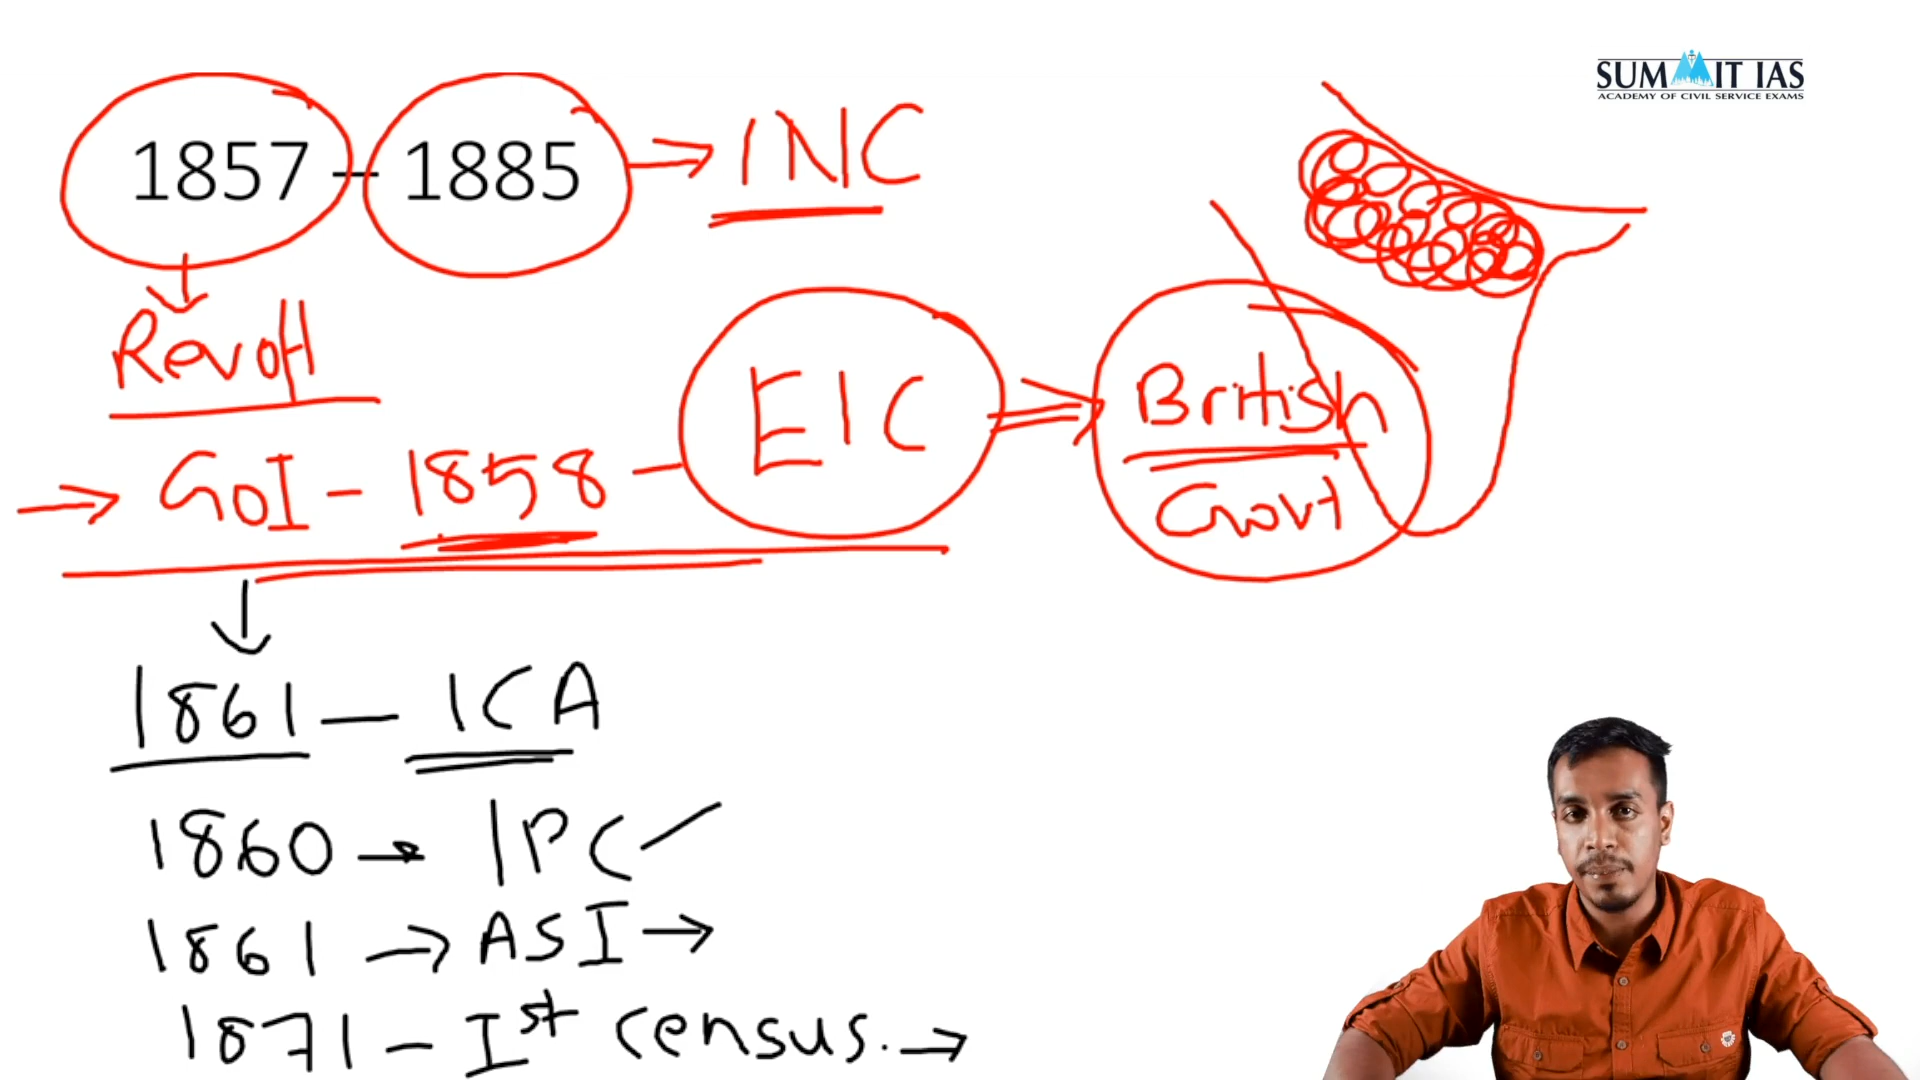 SUMMIT IAS
ACADEMY OF CIVIL SERVICE EXAMS
1857 – 1885 → INC
Revolt
→ GOI - 1858 - EIC ⇒ British Govt
1861 — ICA
1860 → IPC
1861 → ASI →
1871 - Ist census. →